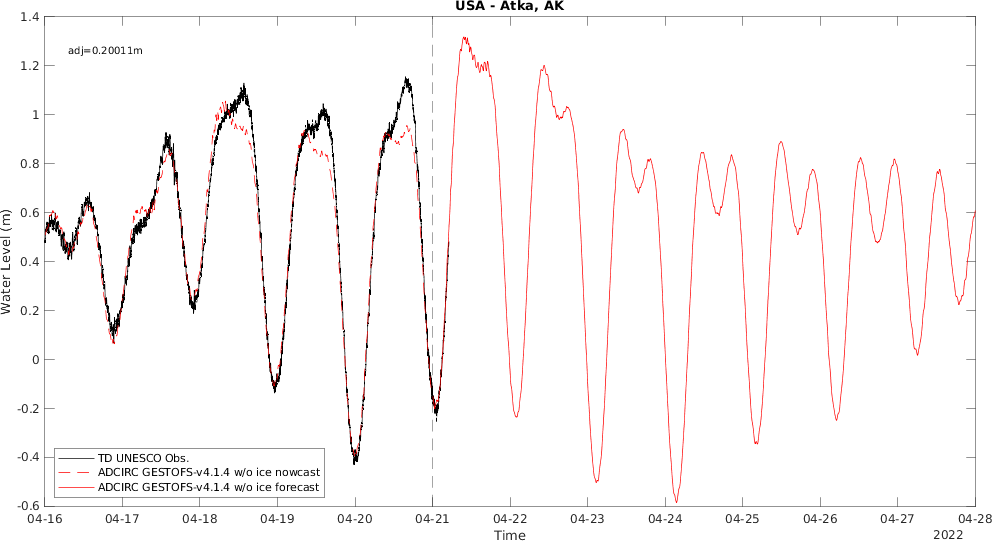 USA - Atka, AK
adj=0.20011m
1.4
1.2
1
0.8
0.6
0.4
0.2
0
-0.2
-0.4
-0.6
Water Level (m)
TD UNESCO Obs.
ADCIRC GESTOFS-v4.1.4 w/o ice nowcast
ADCIRC GESTOFS-v4.1.4 w/o ice forecast
04-16 04-17 04-18 04-19 04-20 04-21 04-22 04-23 04-24 04-25 04-26 04-27 04-28
Time
2022